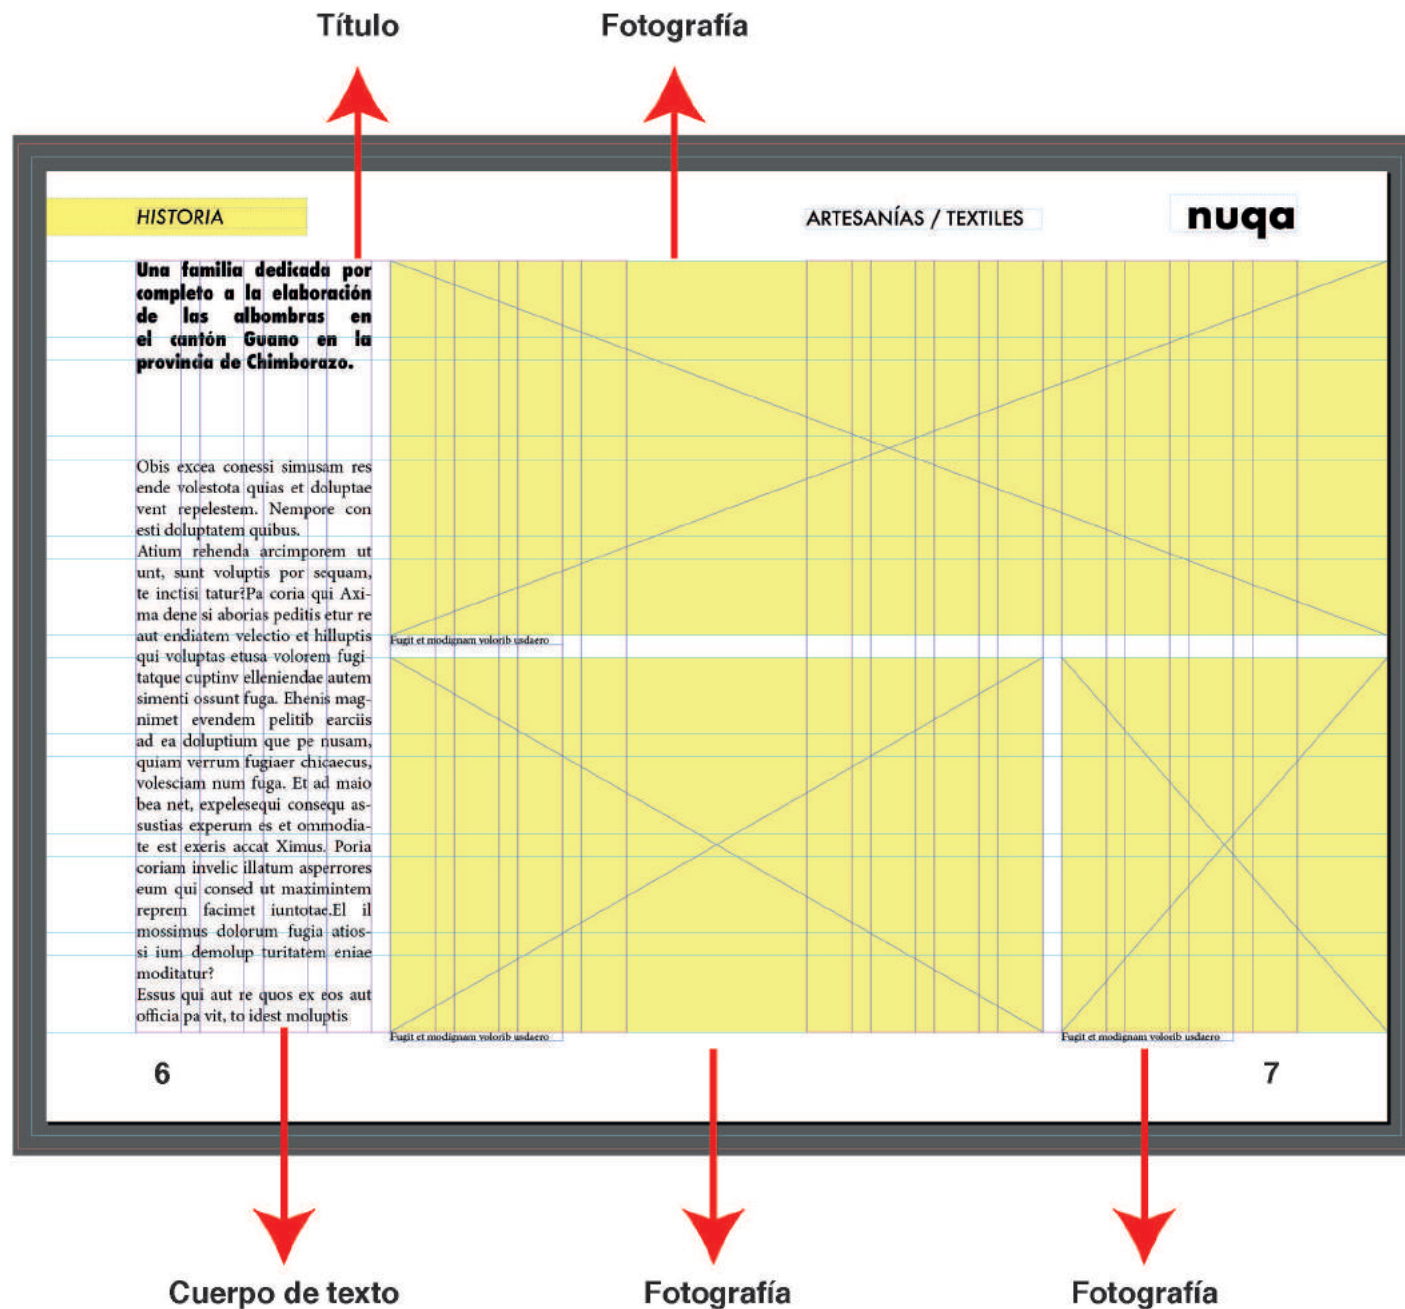 Título
Fotografía
HISTORIA
ARTESANÍAS / TEXTILES
nuqa
Una familia dedicada por
completo a la elaboración
de las albombras en
el cantón Guano en la
provincia de Chimborazo.
Obis excea conessi simusam res
ende volestota quias et doluptae
vent repelestem. Nempore con
esti doluptatem quibus.
Atium rehenda arcimporem ut
unt, sunt voluptis por sequam,
te inctisi tatur?Pa coria qui Axi-
ma dene si aborias peditis etur re
aut endiatem velectio et hilluptis
qui voluptas etusa volorem fugi-
tatque cuptinv elleniendae autem
simenti ossunt fuga. Ehenis mag-
nimet evendem pelitib earciis
ad ea doluptium que pe nusam,
quiam verrum fugiaer chicaecus,
volesciam num fuga. Et ad maio
bea net, expelesequi consequ as-
sustias experum es et ommodia-
te est exeris accat Ximus. Poria
coriam invelic illatum asperrores
eum qui consed ut maximintem
reprem facimet iuntotae.El il
mossimus dolorum fugia atios-
si ium demolup turitatem eniae
moditatur?
Essus qui aut re quos ex eos aut
officia pa vit, to idest moluptis
Fugit et modignam volorib usdaero
Fugit et modignam volorib usdaero
Fugit et modignam volorib usdaero
6
7
Cuerpo de texto
Fotografía
Fotografía